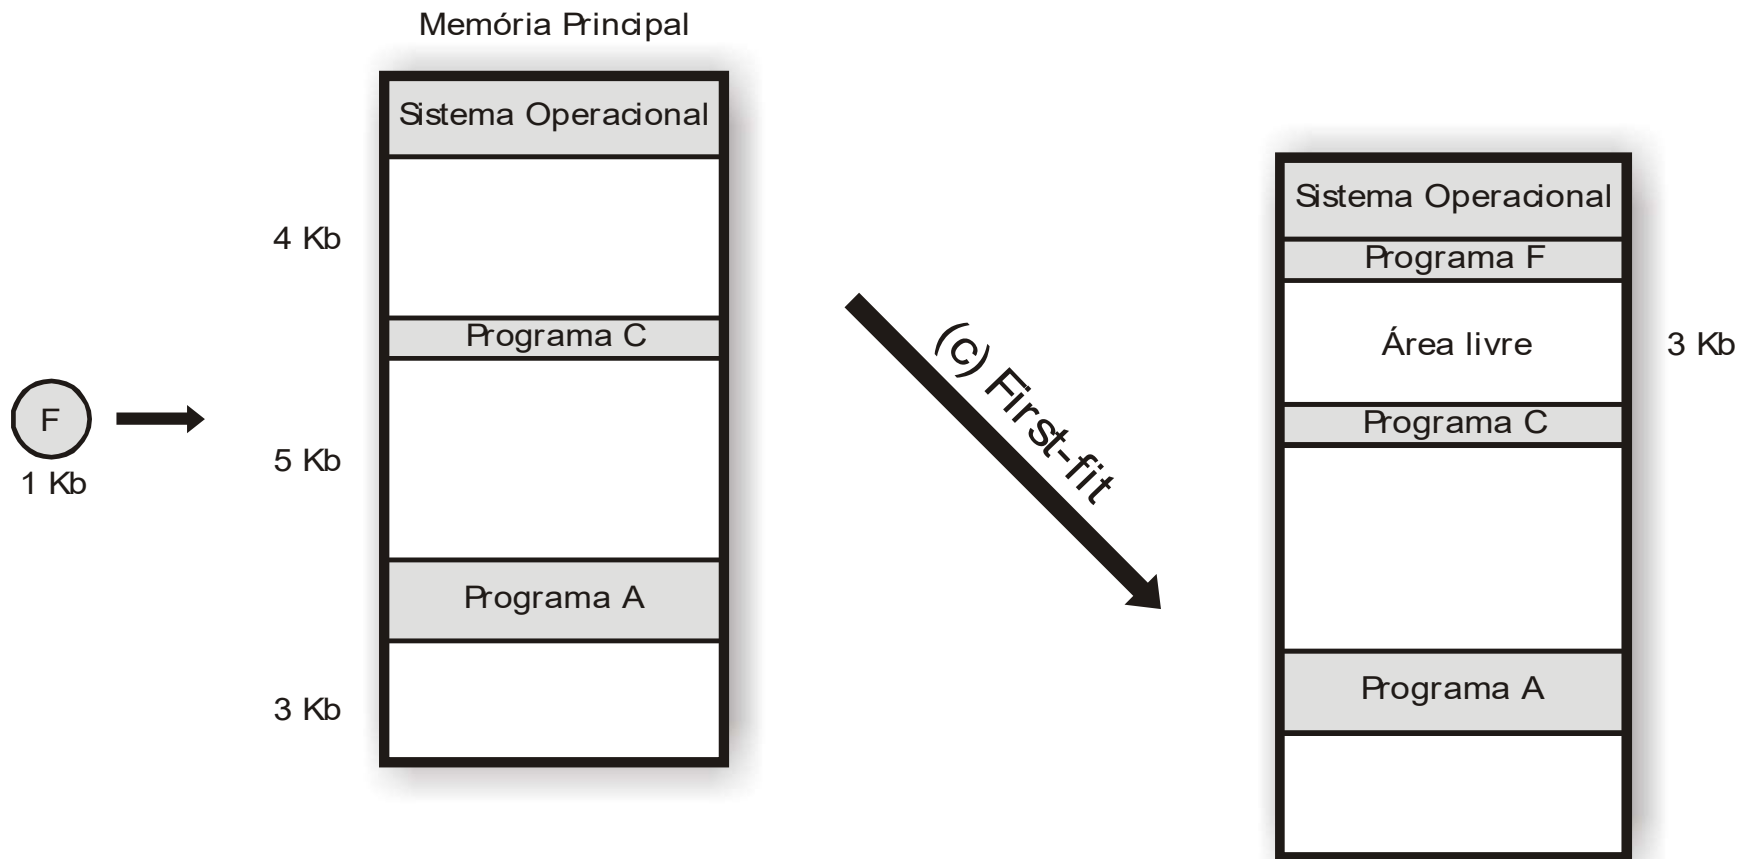 Memória Principal
Sistema Operacional
4 Kb
Programa C
F
1 Kb
5 Kb
Programa A
3 Kb
(c) First-fit
Sistema Operacional
Programa F
Área livre
3 Kb
Programa C
Programa A